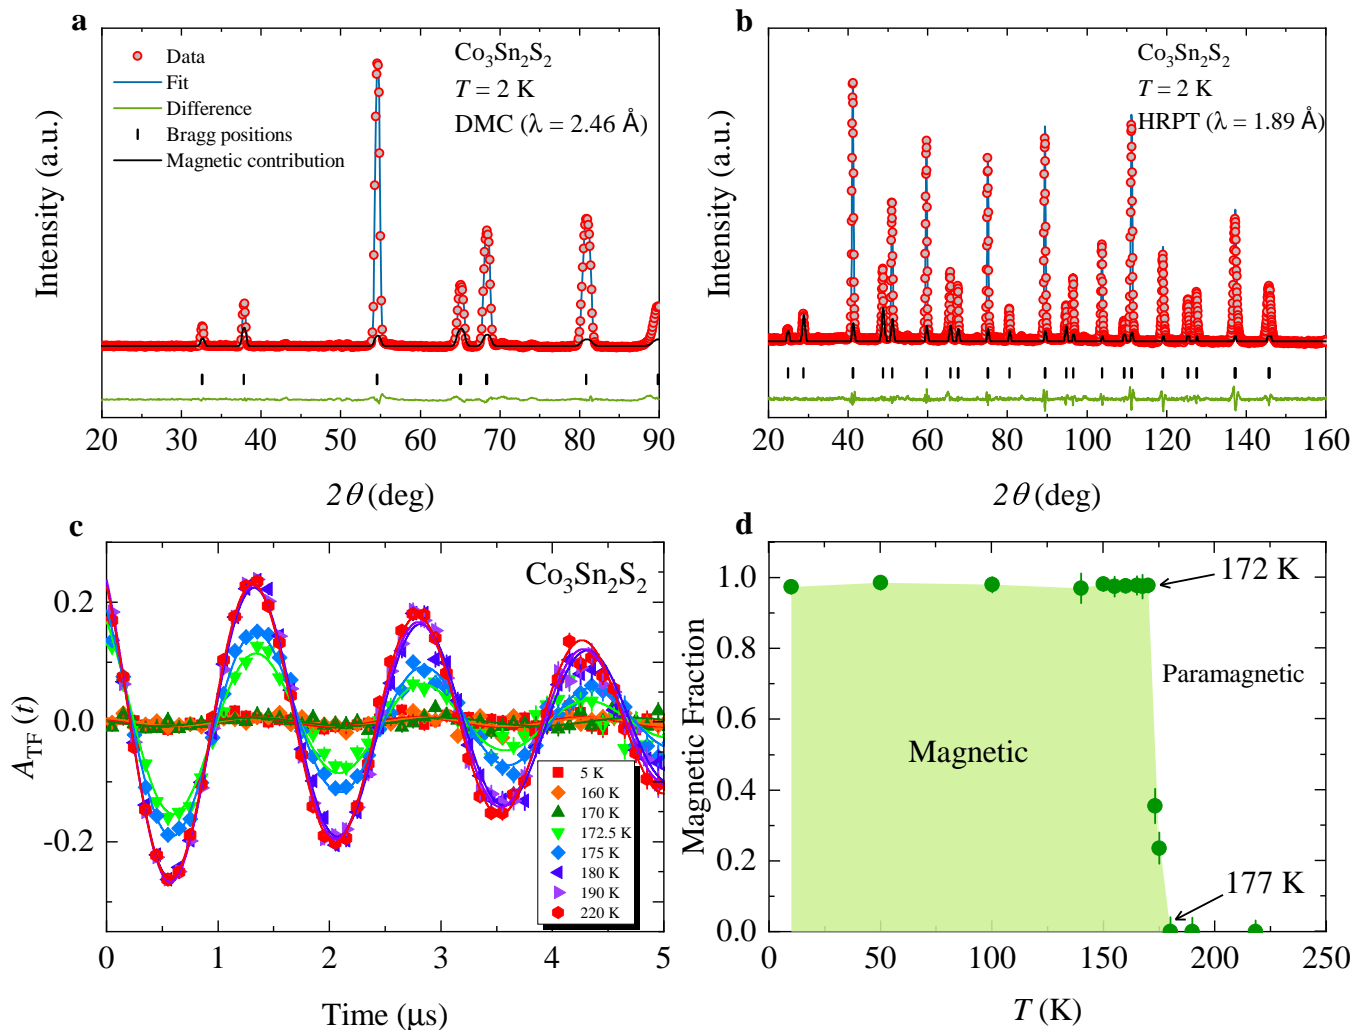 a
Data
Fit
Difference
Bragg positions
Magnetic contribution
Co3Sn2S2
T = 2 K
DMC (λ = 2.46 Å)
Intensity (a.u.)
20 30 40 50 60 70 80 90
2θ (deg)
b
Co3Sn2S2
T = 2 K
HRPT (λ = 1.89 Å)
Intensity (a.u.)
20 40 60 80 100 120 140 160
2θ (deg)
c
Co3Sn2S2
0.2
0.0
-0.2
ATF (t)
5 K
160 K
170 K
172.5 K
175 K
180 K
190 K
220 K
0 1 2 3 4 5
Time (μs)
d
1.0
0.8
0.6
0.4
0.2
0.0
Magnetic Fraction
172 K
Paramagnetic
Magnetic
177 K
0 50 100 150 200 250
T (K)